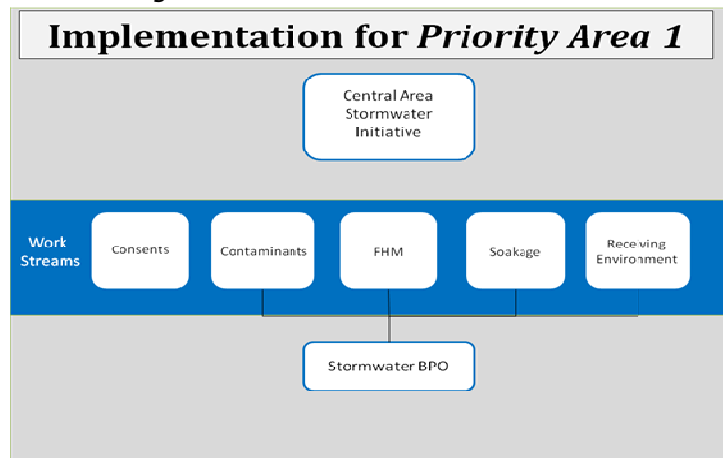 Implementation for Priority Area 1
Central Area
Stormwater
Initiative
Work
Streams
Consents
Contaminants
FHM
Soakage
Receiving
Environment
Stormwater BPO